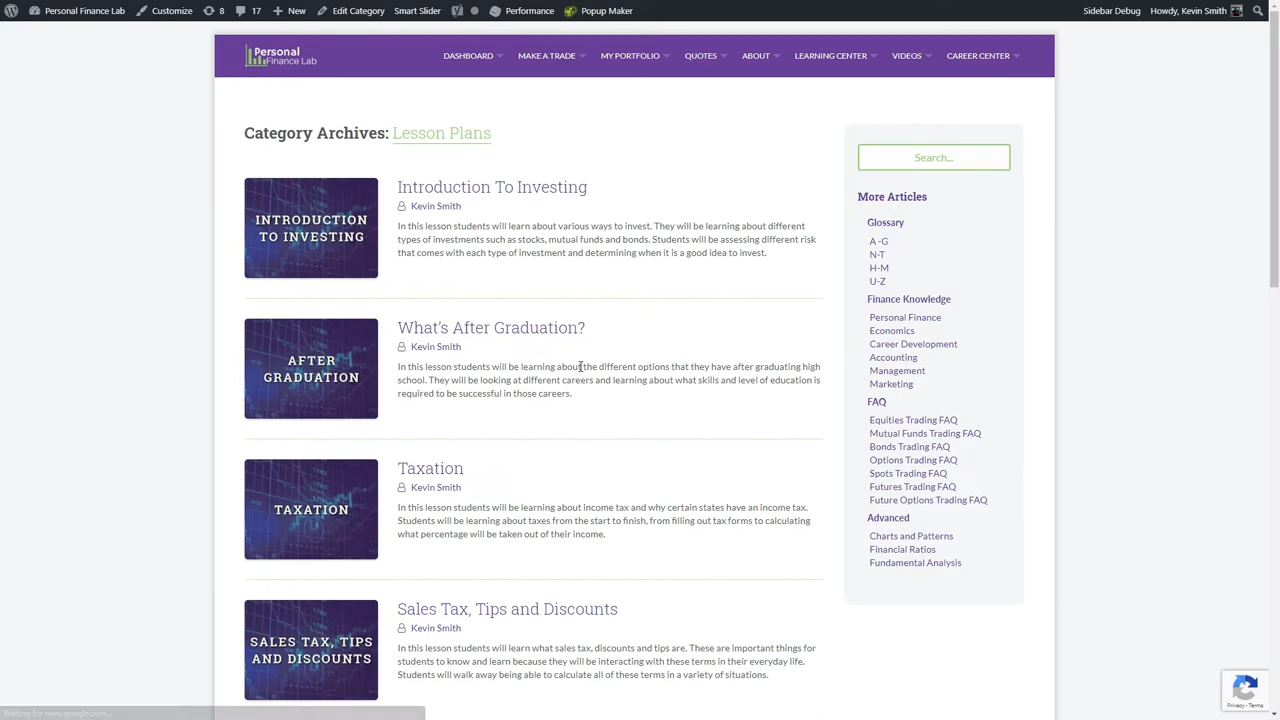 Customize 8 17 New Edit Category Smart Slider Performance Popup Maker Sidebar Debug Howdy, Kevin Smith
Personal
Finance Lab
DASHBOARD MAKE A TRADE MY PORTFOLIO QUOTES ABOUT LEARNING CENTER VIDEOS CAREER CENTER
Category Archives: Lesson Plans
INTRODUCTION
TO INVESTING
Introduction To Investing
Kevin Smith
In this lesson students will learn about various ways to invest. They will be learning about different
types of investments such as stocks, mutual funds and bonds. Students will be assessing different risk
that comes with each type of investment and determining when it is a good idea to invest.
AFTER
GRADUATION
What's After Graduation?
Kevin Smith
In this lesson students will be learning about the different options that they have after graduating high
school. They will be looking at different careers and learning about what skills and level of education is
required to be successful in those careers.
TAXATION
Taxation
Kevin Smith
In this lesson students will be learning about income tax and why certain states have an income tax.
Students will be learning about taxes from the start to finish, from filling out tax forms to calculating
what percentage will be taken out of their income.
SALES TAX, TIPS
AND DISCOUNTS
Sales Tax, Tips and Discounts
Kevin Smith
In this lesson students will learn what sales tax, discounts and tips are. These are important things for
students to know and learn because they will be interacting with these terms in their everyday life.
Students will walk away being able to calculate all of these terms in a variety of situations.
Search...
More Articles
Glossary
A -G
N-T
H-M
U-Z
Finance Knowledge
Personal Finance
Economics
Career Development
Accounting
Management
Marketing
FAQ
Equities Trading FAQ
Mutual Funds Trading FAQ
Bonds Trading FAQ
Options Trading FAQ
Spots Trading FAQ
Futures Trading FAQ
Future Options Trading FAQ
Advanced
Charts and Patterns
Financial Ratios
Fundamental Analysis
Privacy - Terms
Waiting for www.google.com...